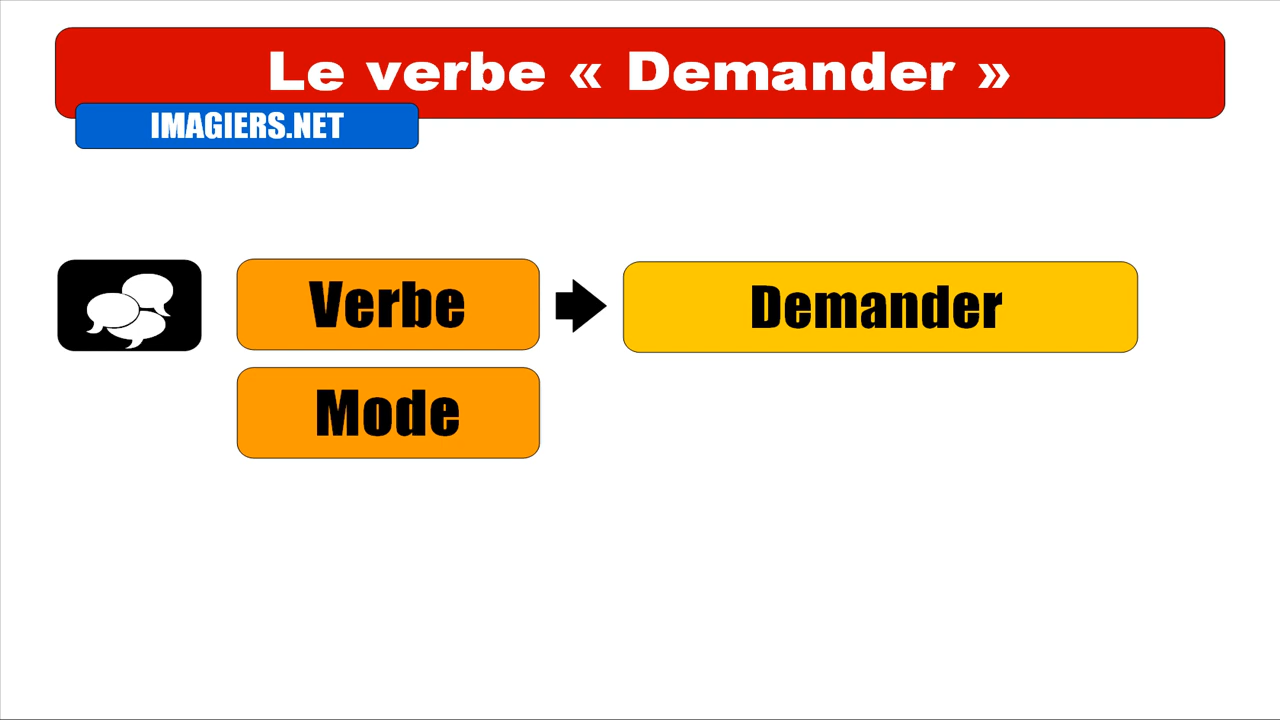 Le verbe « Demander »
IMAGIERS.NET
Verbe
Demander
Mode